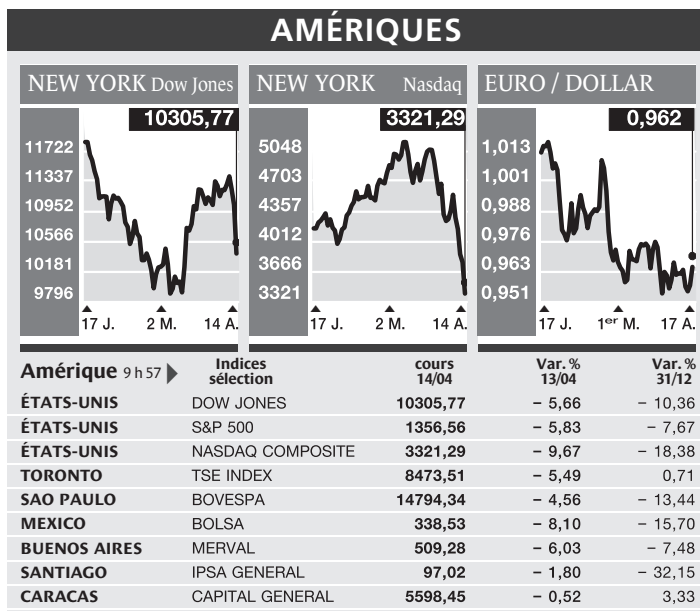 AMÉRIQUES
NEW YORK Dow Jones
10305,77
11722
11337
10952
10566
10181
9796
17 J. 2 M. 14 A.
NEW YORK Nasdaq
3321,29
5048
4703
4357
4012
3666
3321
17 J. 2 M. 14 A.
EURO / DOLLAR
0,962
1,013
1,001
0,988
0,976
0,963
0,951
17 J. 1er M. 17 A.
Amérique 9 h 57 Indices sélection cours 14/04 Var. % 13/04 Var. % 31/12
ÉTATS-UNIS DOW JONES 10305,77 – 5,66 – 10,36
ÉTATS-UNIS S&P 500 1356,56 – 5,83 – 7,67
ÉTATS-UNIS NASDAQ COMPOSITE 3321,29 – 9,67 – 18,38
TORONTO TSE INDEX 8473,51 – 5,49 0,71
SAO PAULO BOVESPA 14794,34 – 4,56 – 13,44
MEXICO BOLSA 338,53 – 8,10 – 15,70
BUENOS AIRES MERVAL 509,28 – 6,03 – 7,48
SANTIAGO IPSA GENERAL 97,02 – 1,80 – 32,15
CARACAS CAPITAL GENERAL 5598,45 – 0,52 3,33